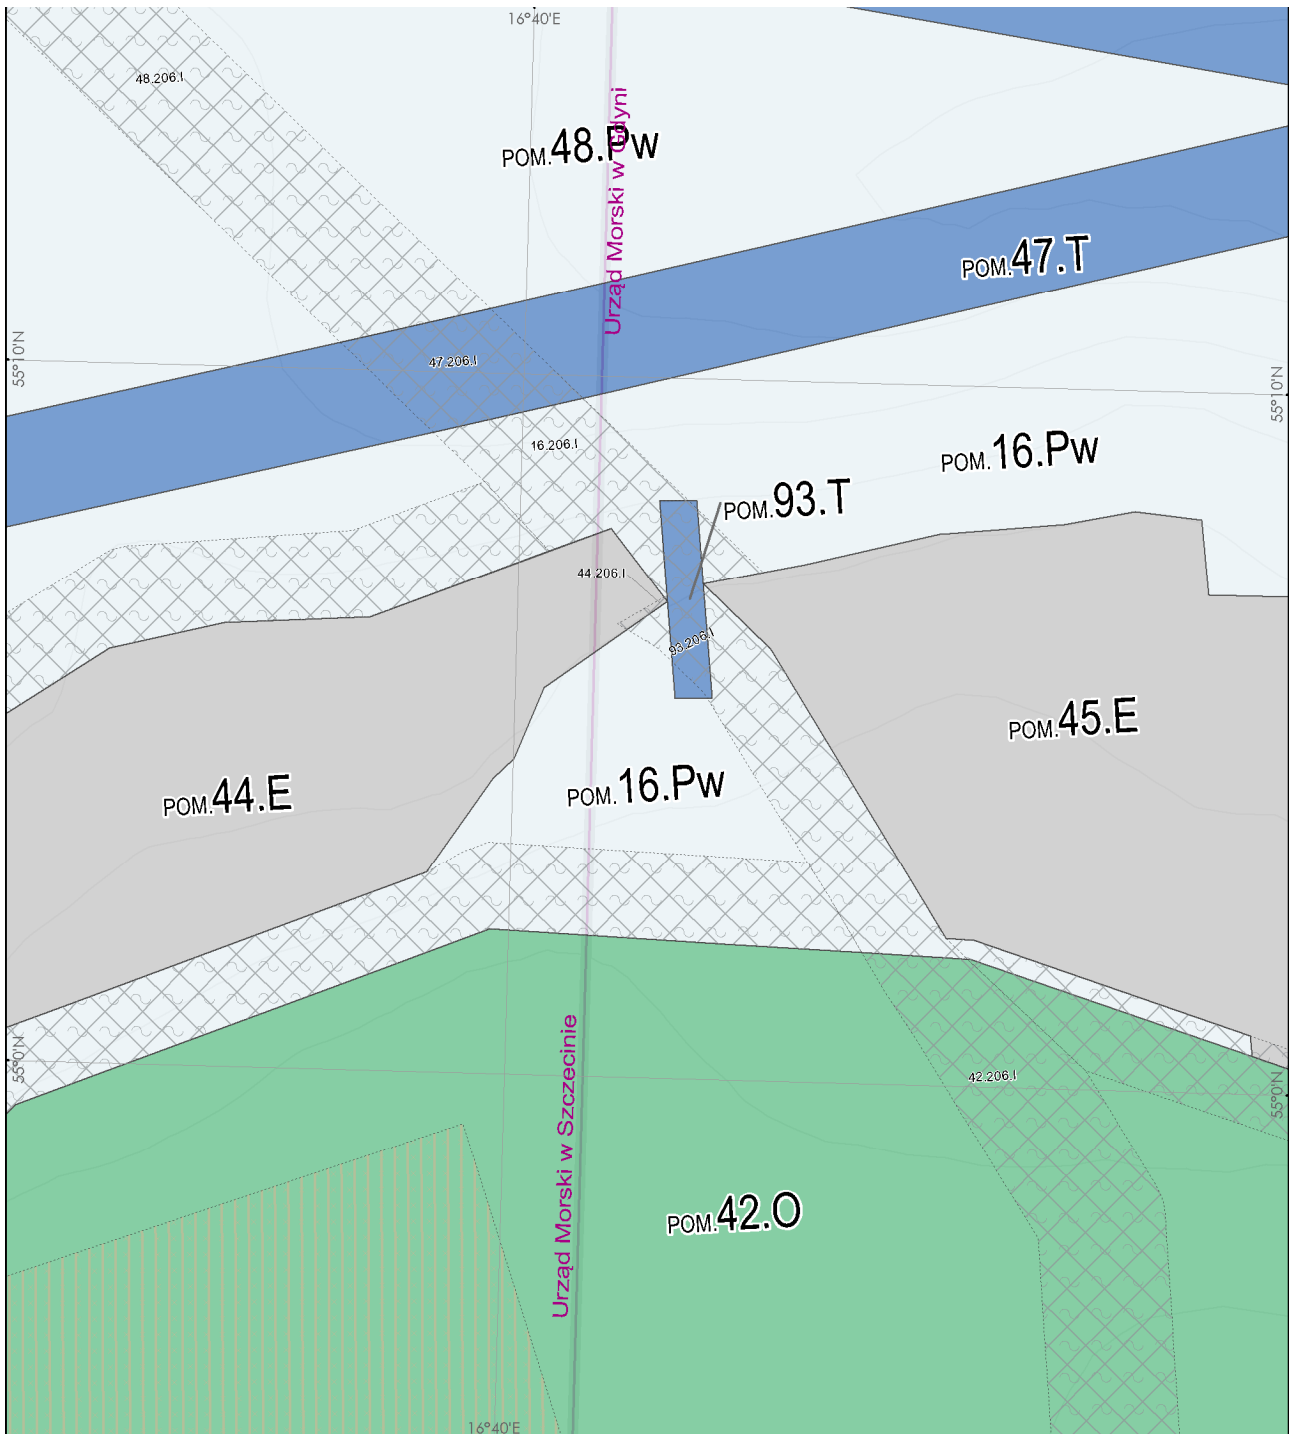 16°40'E
48.206.I
POM.48.Pw
Urząd Morski w Gdyni
POM.47.T
55°10'N
47.206.I
55°10'N
16.206.I
POM.16.Pw
POM.93.T
44.206.I
93.206.I
POM.45.E
POM.44.E
POM.16.Pw
55°0'N
42.206.I
55°0'N
Urząd Morski w Szczecinie
POM.42.O
16°40'E